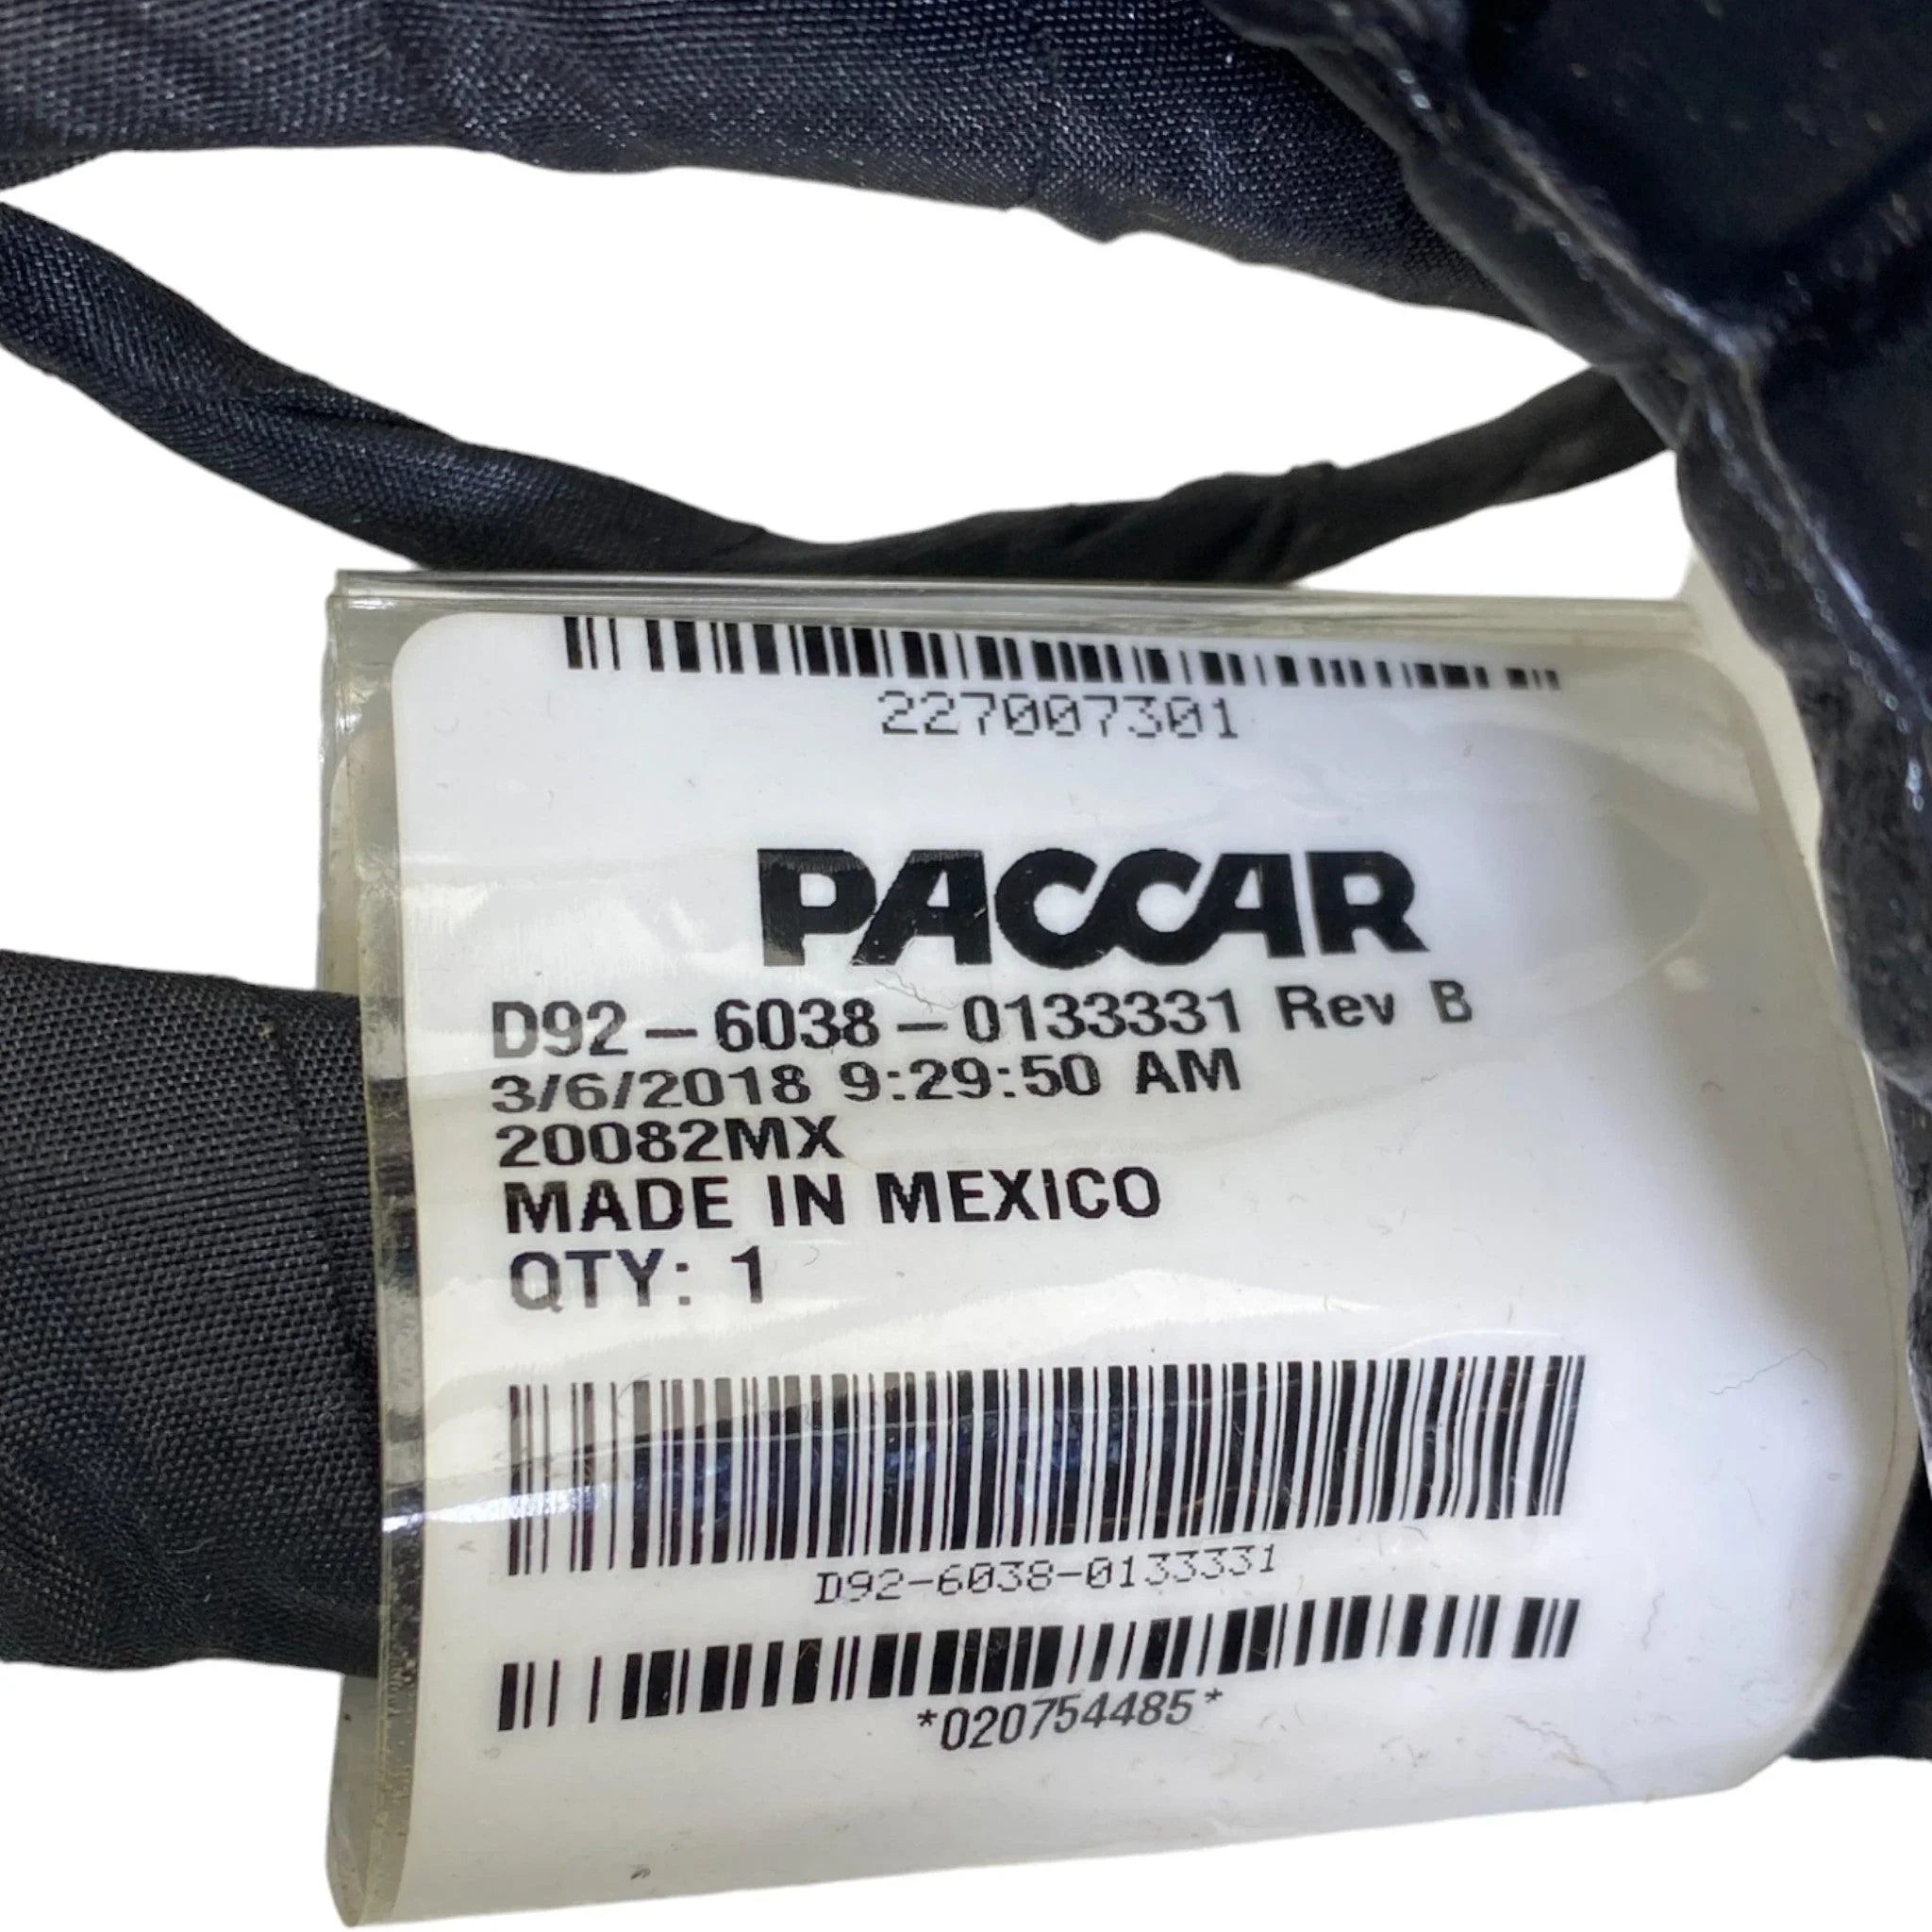 227007301
PACCAR
D92-6038-0133331 Rev B
3/6/2018 9:29:50 AM
20082MX
MADE IN MEXICO
QTY: 1
D92-6038-0133331
*020754485*